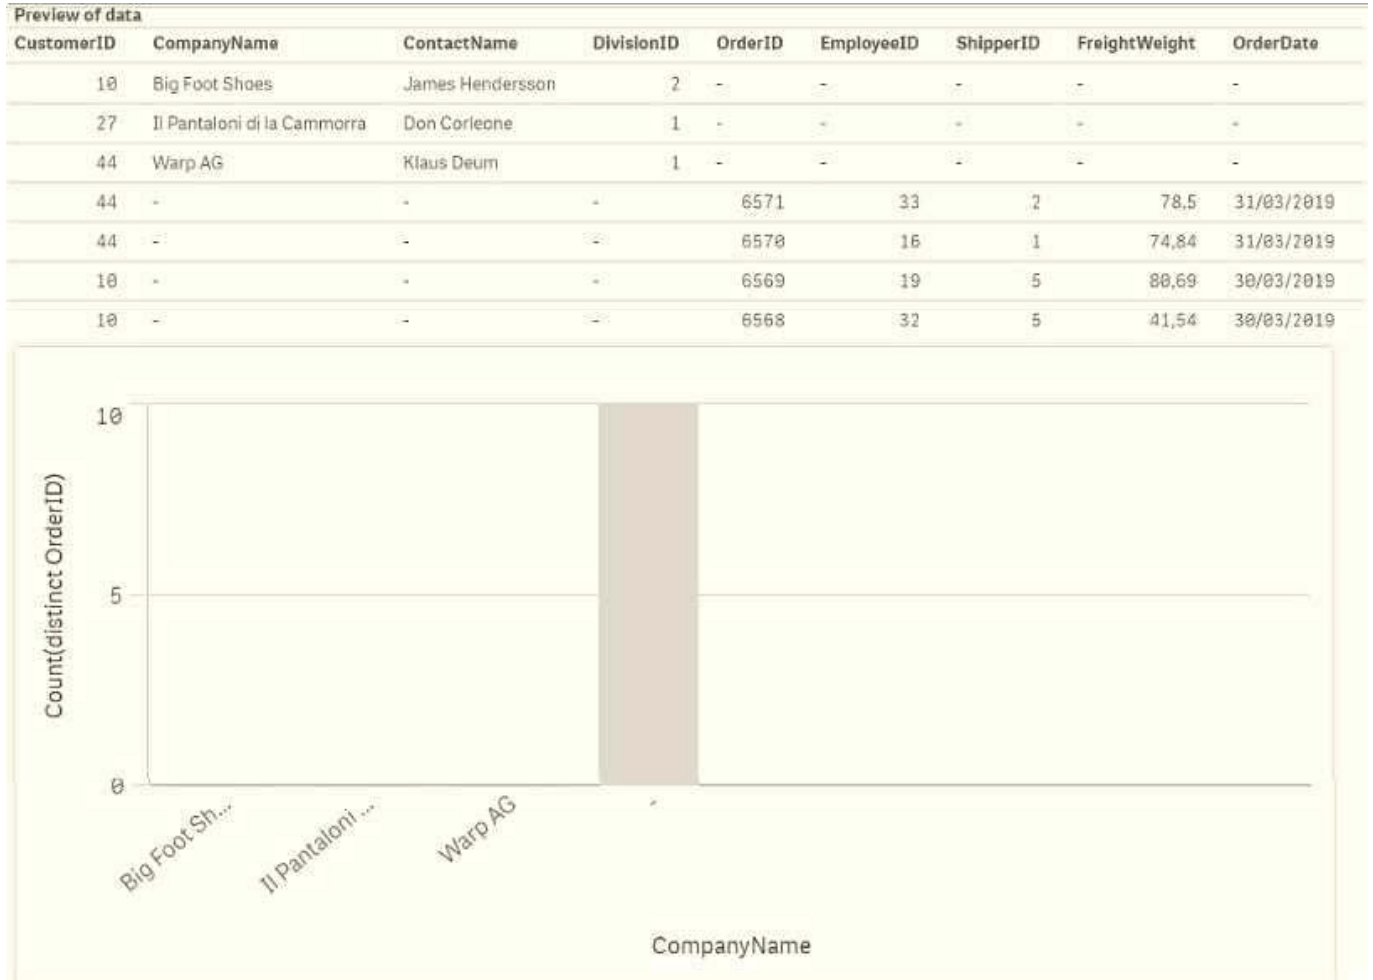 Preview of data
CustomerID CompanyName ContactName DivisionID OrderID EmployeeID ShipperID FreightWeight OrderDate
10 Big Foot Shoes James Hendersson 2 - - - - -
27 Il Pantaloni di la Cammorra Don Corleone 1 - - - - -
44 Warp AG Klaus Deum 1 - - - - -
44 - - - 6571 33 2 78,5 31/03/2019
44 - - - 6570 16 1 74,84 31/03/2019
10 - - - 6569 19 5 80,69 30/03/2019
10 - - - 6568 32 5 41,54 30/03/2019
10
5
0
Count(distinct OrderID)
Big Foot Sh...
Il Pantaloni ...
Warp AG
-
CompanyName